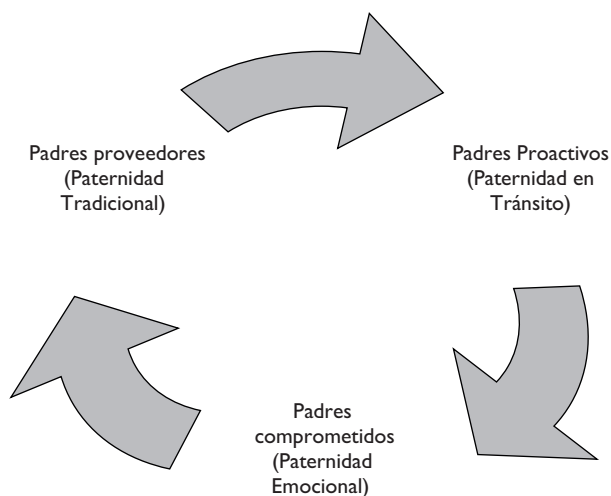 Padres proveedores
(Paternidad
Tradicional)
Padres Proactivos
(Paternidad en
Tránsito)
Padres
comprometidos
(Paternidad
Emocional)